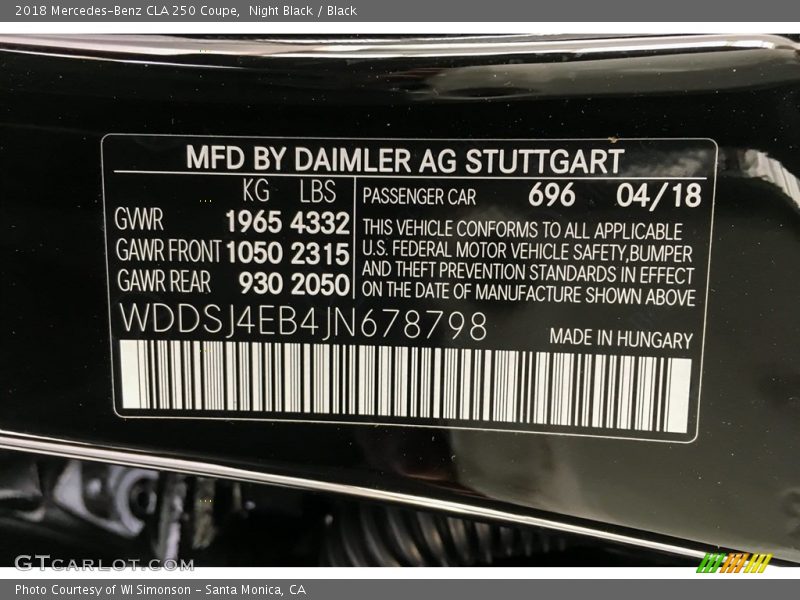 2018 Mercedes-Benz CLA 250 Coupe, Night Black / Black
MFD BY DAIMLER AG STUTTGART
KG LBS
GVWR 1965 4332
GAWR FRONT 1050 2315
GAWR REAR 930 2050
PASSENGER CAR 696 04/18
THIS VEHICLE CONFORMS TO ALL APPLICABLE
U.S. FEDERAL MOTOR VEHICLE SAFETY,BUMPER
AND THEFT PREVENTION STANDARDS IN EFFECT
ON THE DATE OF MANUFACTURE SHOWN ABOVE
WDDSJ4EB4JN678798
MADE IN HUNGARY
GTCARLOT.COM
Photo Courtesy of WI Simonson - Santa Monica, CA